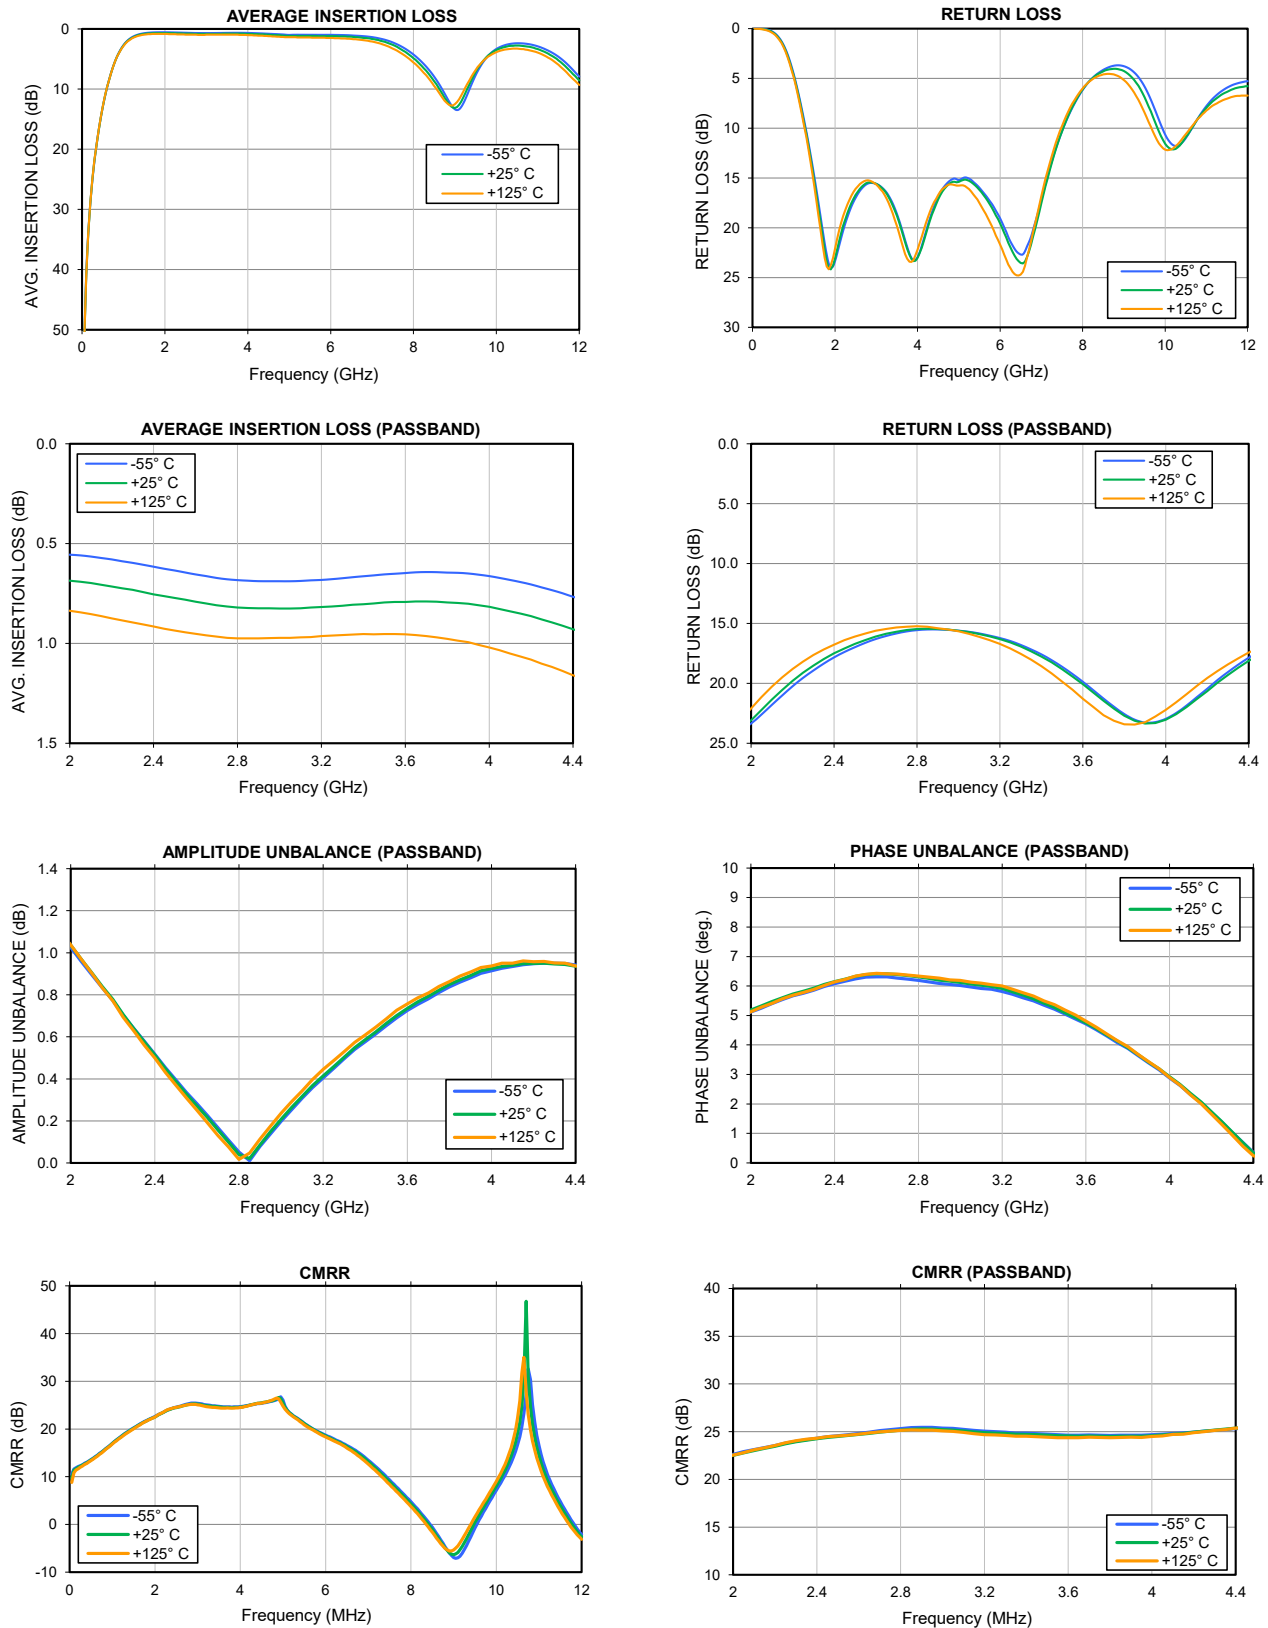 AVERAGE INSERTION LOSS
AVG. INSERTION LOSS (dB)
0
10
20
30
40
50
-55° C
+25° C
+125° C
0 2 4 6 8 10 12
Frequency (GHz)
RETURN LOSS
RETURN LOSS (dB)
0
5
10
15
20
25
30
-55° C
+25° C
+125° C
0 2 4 6 8 10 12
Frequency (GHz)
AVERAGE INSERTION LOSS (PASSBAND)
AVG. INSERTION LOSS (dB)
0.0
0.5
1.0
1.5
-55° C
+25° C
+125° C
2 2.4 2.8 3.2 3.6 4 4.4
Frequency (GHz)
RETURN LOSS (PASSBAND)
RETURN LOSS (dB)
0.0
5.0
10.0
15.0
20.0
25.0
-55° C
+25° C
+125° C
2 2.4 2.8 3.2 3.6 4 4.4
Frequency (GHz)
AMPLITUDE UNBALANCE (PASSBAND)
AMPLITUDE UNBALANCE (dB)
1.4
1.2
1.0
0.8
0.6
0.4
0.2
0.0
-55° C
+25° C
+125° C
2 2.4 2.8 3.2 3.6 4 4.4
Frequency (GHz)
PHASE UNBALANCE (PASSBAND)
PHASE UNBALANCE (deg.)
10
9
8
7
6
5
4
3
2
1
0
-55° C
+25° C
+125° C
2 2.4 2.8 3.2 3.6 4 4.4
Frequency (GHz)
CMRR
CMRR (dB)
50
40
30
20
10
0
-10
-55° C
+25° C
+125° C
0 2 4 6 8 10 12
Frequency (MHz)
CMRR (PASSBAND)
CMRR (dB)
40
35
30
25
20
15
10
-55° C
+25° C
+125° C
2 2.4 2.8 3.2 3.6 4 4.4
Frequency (MHz)